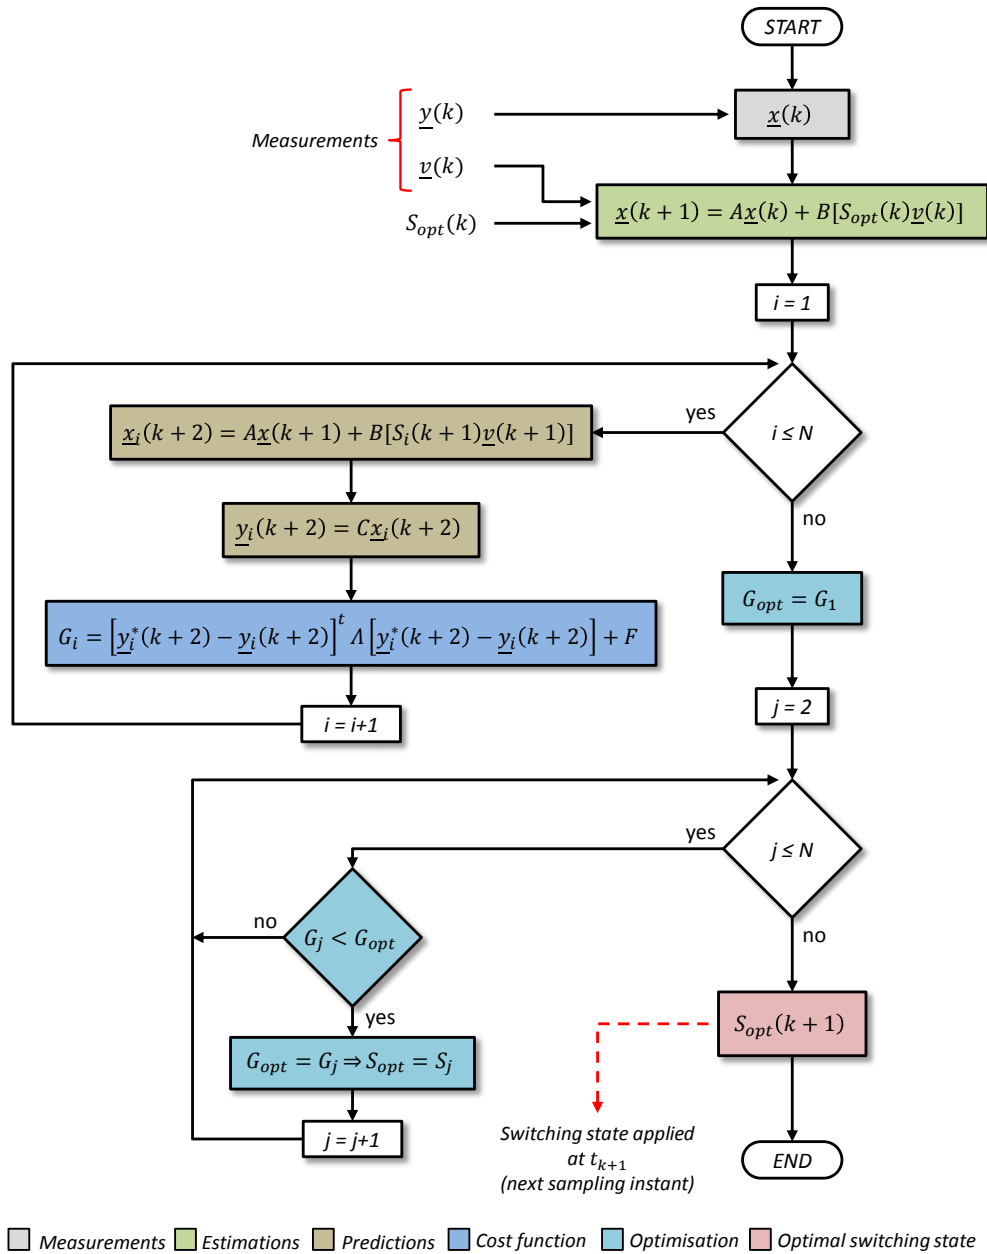 START
Measurements
y(k)
v(k)
S_opt(k)
x(k)
x(k + 1) = Ax(k) + B[S_opt(k)v(k)]
i = 1
i ≤ N
yes
no
x_i(k + 2) = Ax(k + 1) + B[S_i(k + 1)v(k + 1)]
y_i(k + 2) = Cx_i(k + 2)
G_i = [y_i^*(k + 2) − y_i(k + 2)]^t Λ [y_i^*(k + 2) − y_i(k + 2)] + F
i = i+1
G_opt = G_1
j = 2
j ≤ N
yes
no
G_j < G_opt
no
yes
G_opt = G_j ⇒ S_opt = S_j
j = j+1
S_opt(k + 1)
Switching state applied
at t_{k+1}
(next sampling instant)
END
Measurements
Estimations
Predictions
Cost function
Optimisation
Optimal switching state